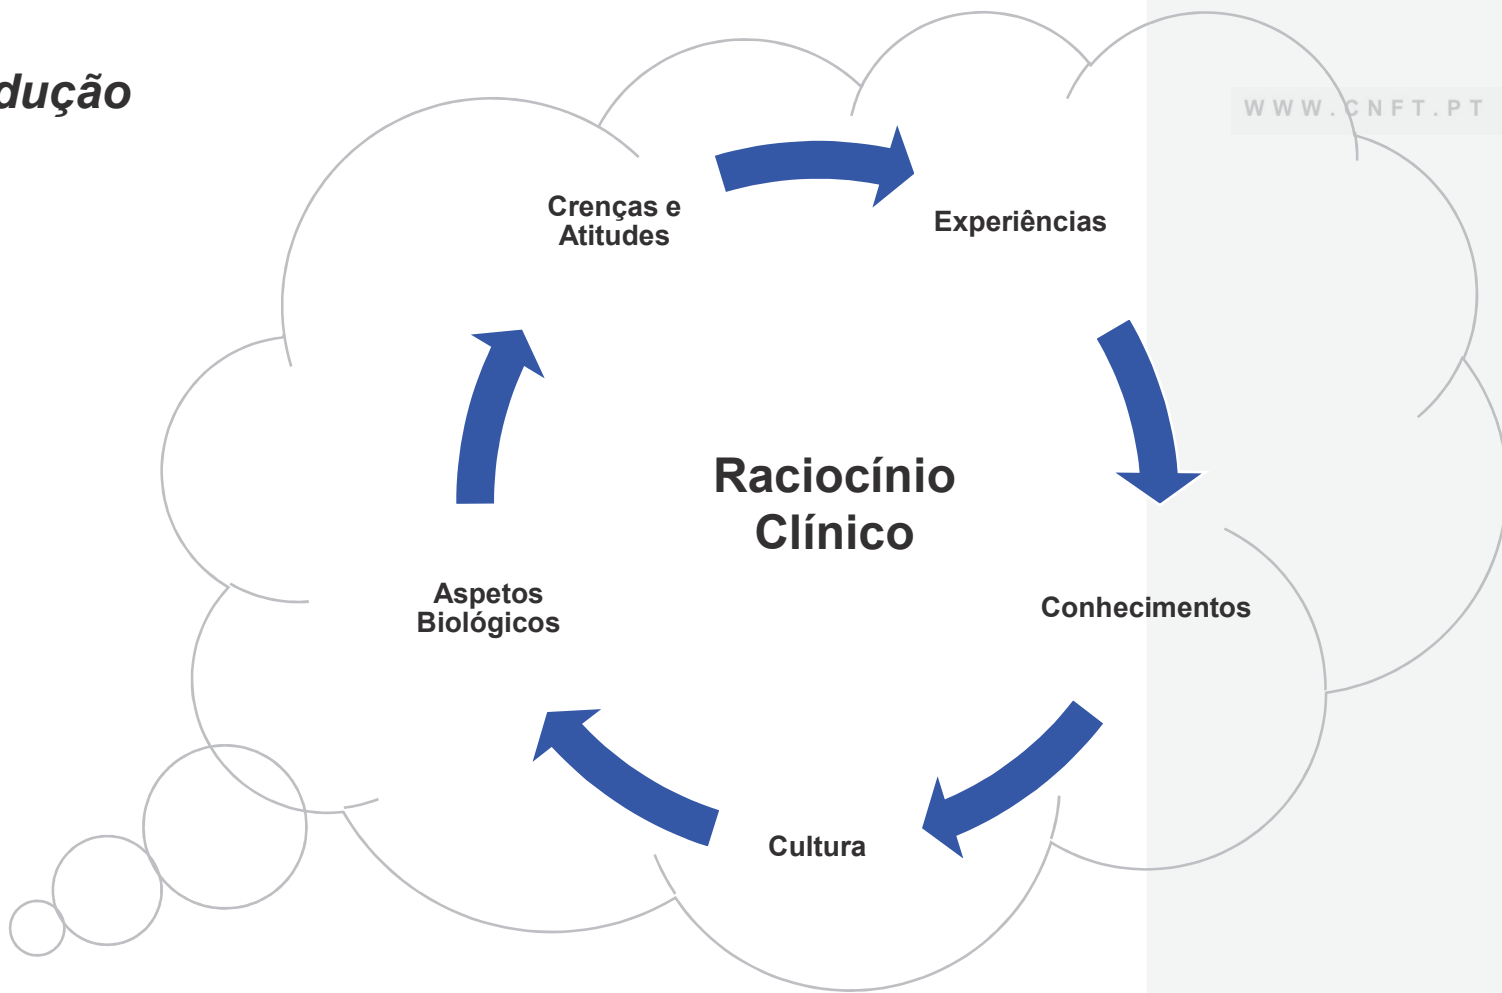 dução
WWW.CNFT.PT
Crenças e
Atitudes
Experiências
Raciocínio
Clínico
Aspetos
Biológicos
Conhecimentos
Cultura